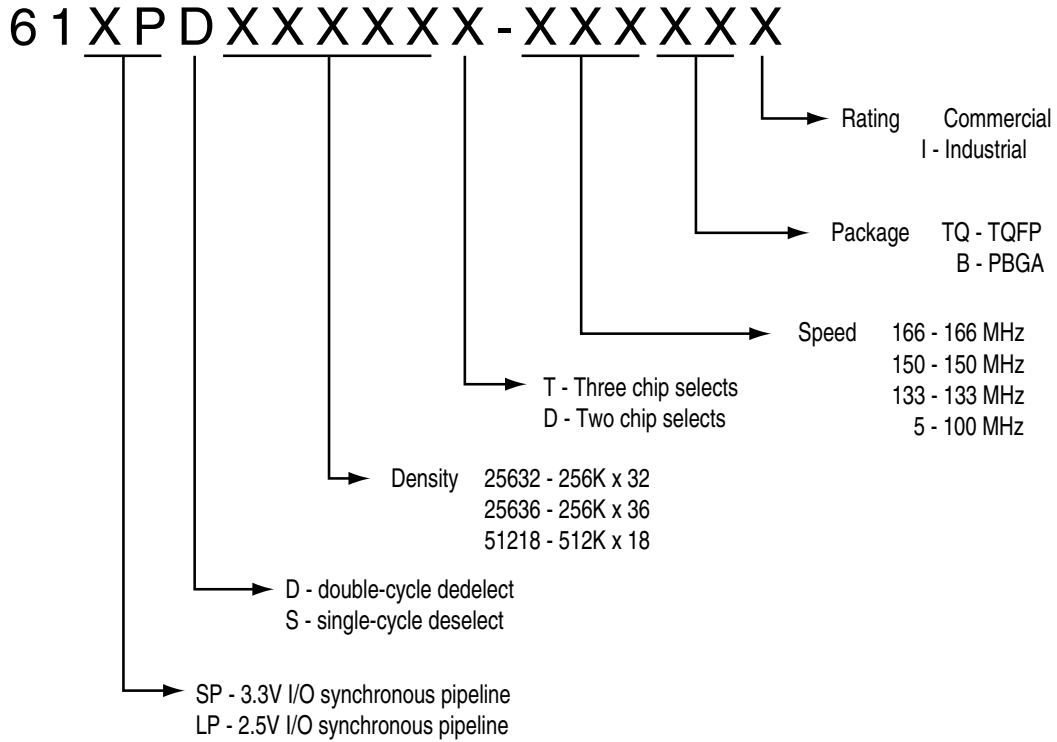 61XPDXXXXXX-XXXXXX
Rating Commercial
I - Industrial
Package TQ - TQFP
B - PBGA
Speed 166 - 166 MHz
150 - 150 MHz
133 - 133 MHz
5 - 100 MHz
T - Three chip selects
D - Two chip selects
Density 25632 - 256K x 32
25636 - 256K x 36
51218 - 512K x 18
D - double-cycle dedelect
S - single-cycle deselect
SP - 3.3V I/O synchronous pipeline
LP - 2.5V I/O synchronous pipeline